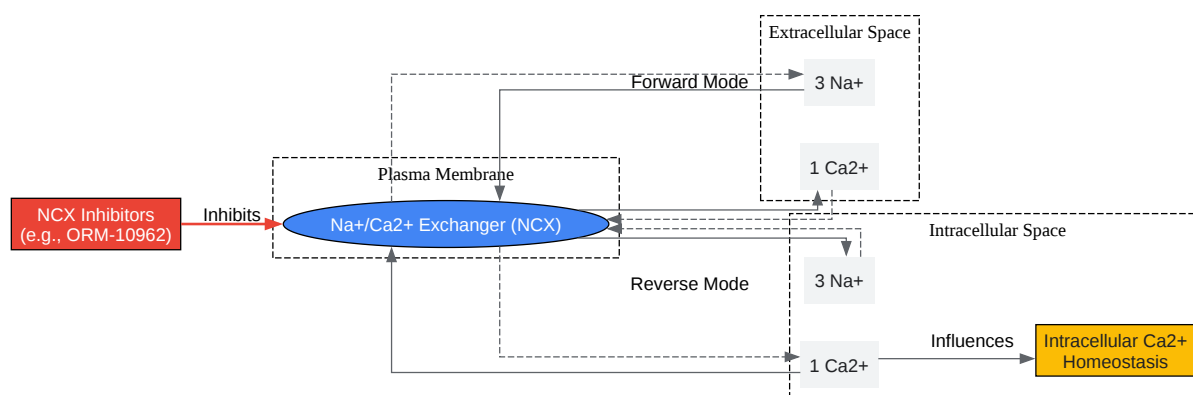 Extracellular Space
Forward Mode
3 Na+
1 Ca2+
Plasma Membrane
NCX Inhibitors
(e.g., ORM-10962)
Inhibits
Na+/Ca2+ Exchanger (NCX)
Intracellular Space
3 Na+
Reverse Mode
1 Ca2+
Influences
Intracellular Ca2+
Homeostasis